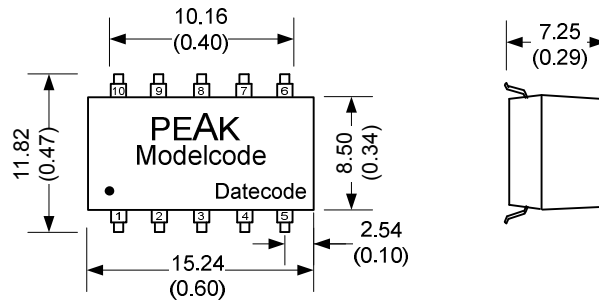 10.16
(0.40)
7.25
(0.29)
10 9 8 7 6
11.82
(0.47)
PEAK
Modelcode
Datecode
8.50
(0.34)
1 2 3 4 5
2.54
(0.10)
15.24
(0.60)